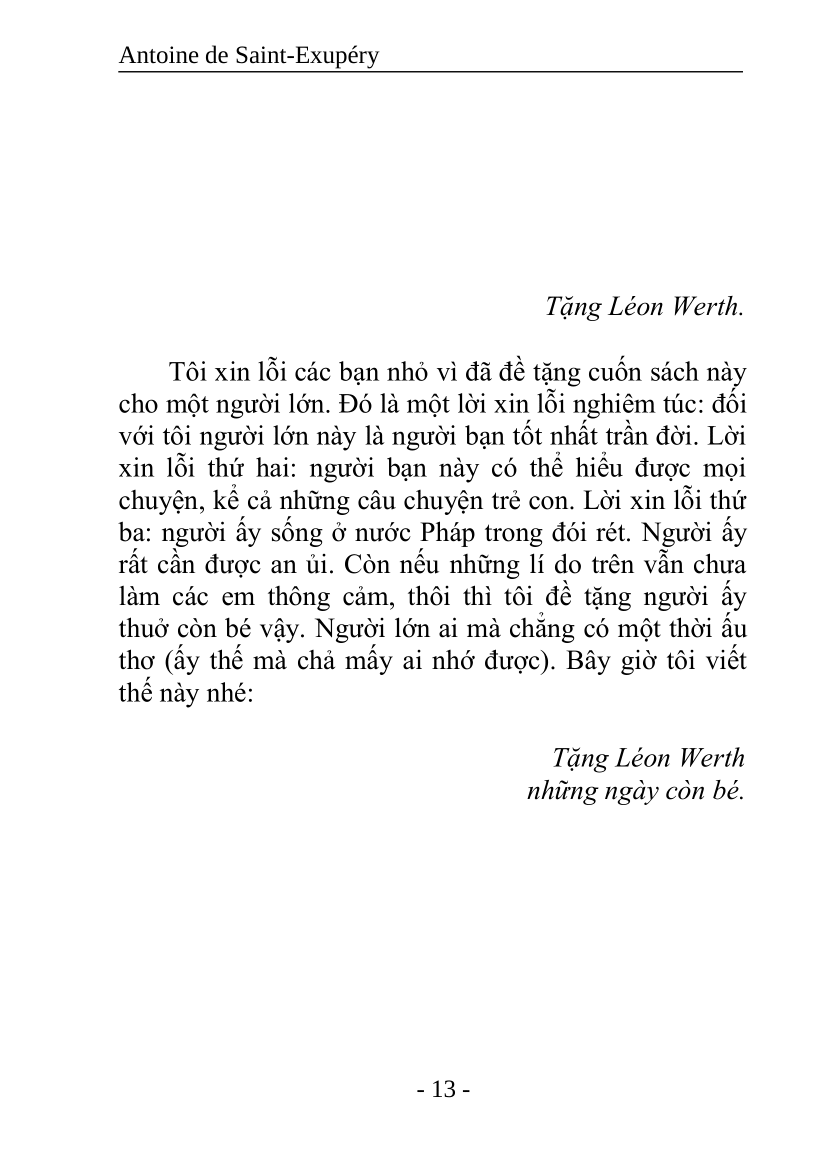 Antoine de Saint-Exupéry
Tặng Léon Werth.
Tôi xin lỗi các bạn nhỏ vì đã đề tặng cuốn sách này
cho một người lớn. Đó là một lời xin lỗi nghiêm túc: đối
với tôi người lớn này là người bạn tốt nhất trần đời. Lời
xin lỗi thứ hai: người bạn này có thể hiểu được mọi
chuyện, kể cả những câu chuyện trẻ con. Lời xin lỗi thứ
ba: người ấy sống ở nước Pháp trong đói rét. Người ấy
rất cần được an ủi. Còn nếu những lí do trên vẫn chưa
làm các em thông cảm, thôi thì tôi đề tặng người ấy
thuở còn bé vậy. Người lớn ai mà chẳng có một thời ấu
thơ (ấy thế mà chả mấy ai nhớ được). Bây giờ tôi viết
thế này nhé:
Tặng Léon Werth
những ngày còn bé.
- 13 -